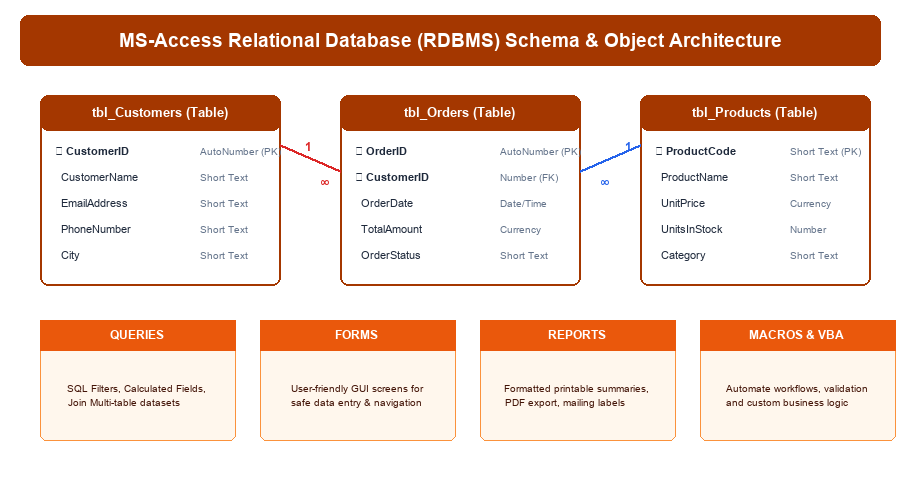 MS-Access Relational Database (RDBMS) Schema & Object Architecture
tbl_Customers (Table)
CustomerID AutoNumber (PK)
CustomerName Short Text
EmailAddress Short Text
PhoneNumber Short Text
City Short Text
1
∞
tbl_Orders (Table)
OrderID AutoNumber (PK)
CustomerID Number (FK)
OrderDate Date/Time
TotalAmount Currency
OrderStatus Short Text
1
∞
tbl_Products (Table)
ProductCode Short Text (PK)
ProductName Short Text
UnitPrice Currency
UnitsInStock Number
Category Short Text
QUERIES
SQL Filters, Calculated Fields,
Join Multi-table datasets
FORMS
User-friendly GUI screens for
safe data entry & navigation
REPORTS
Formatted printable summaries,
PDF export, mailing labels
MACROS & VBA
Automate workflows, validation
and custom business logic